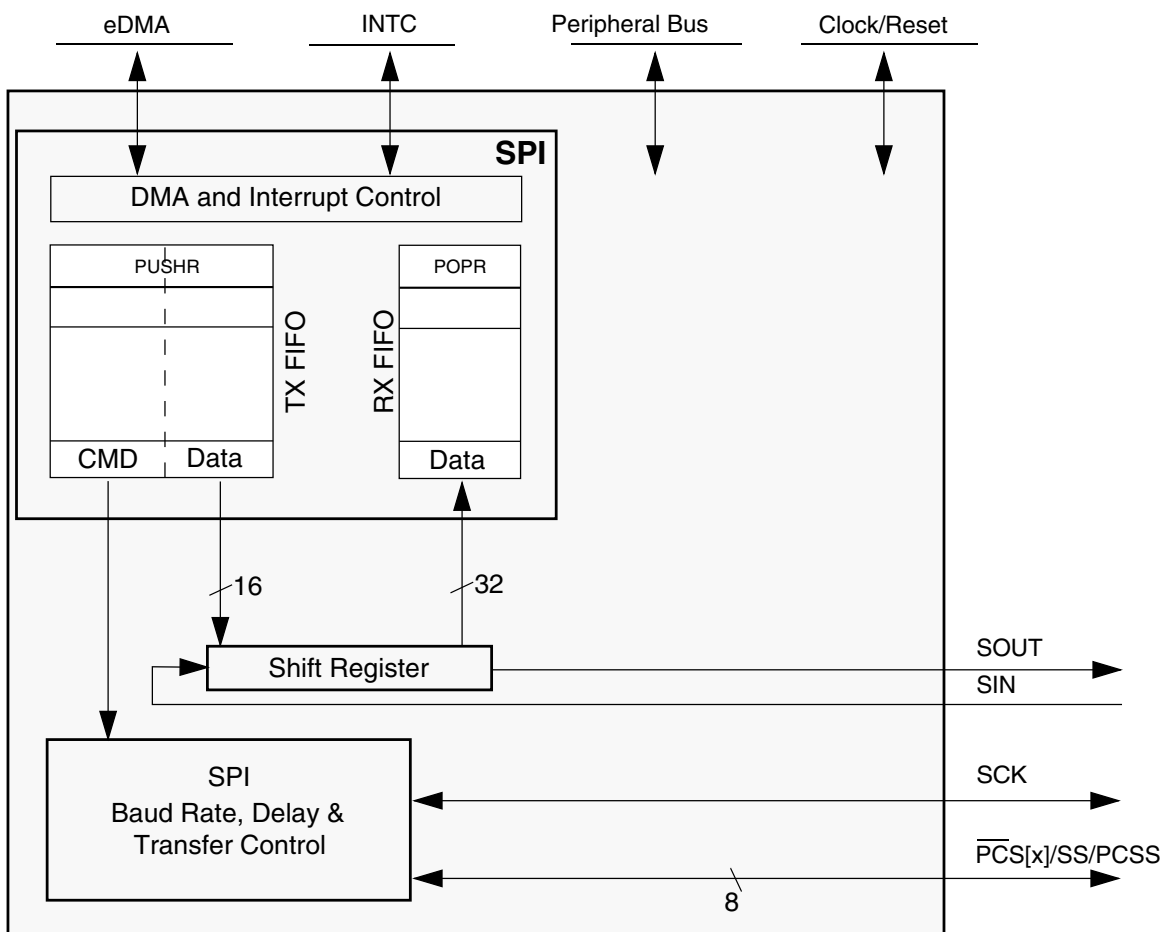 eDMA
INTC
Peripheral Bus
Clock/Reset
SPI
DMA and Interrupt Control
PUSHR
POPR
TX FIFO
RX FIFO
CMD
Data
Data
16
32
Shift Register
SOUT
SIN
SPI
Baud Rate, Delay &
Transfer Control
SCK
PCS[x]/SS/PCSS
8